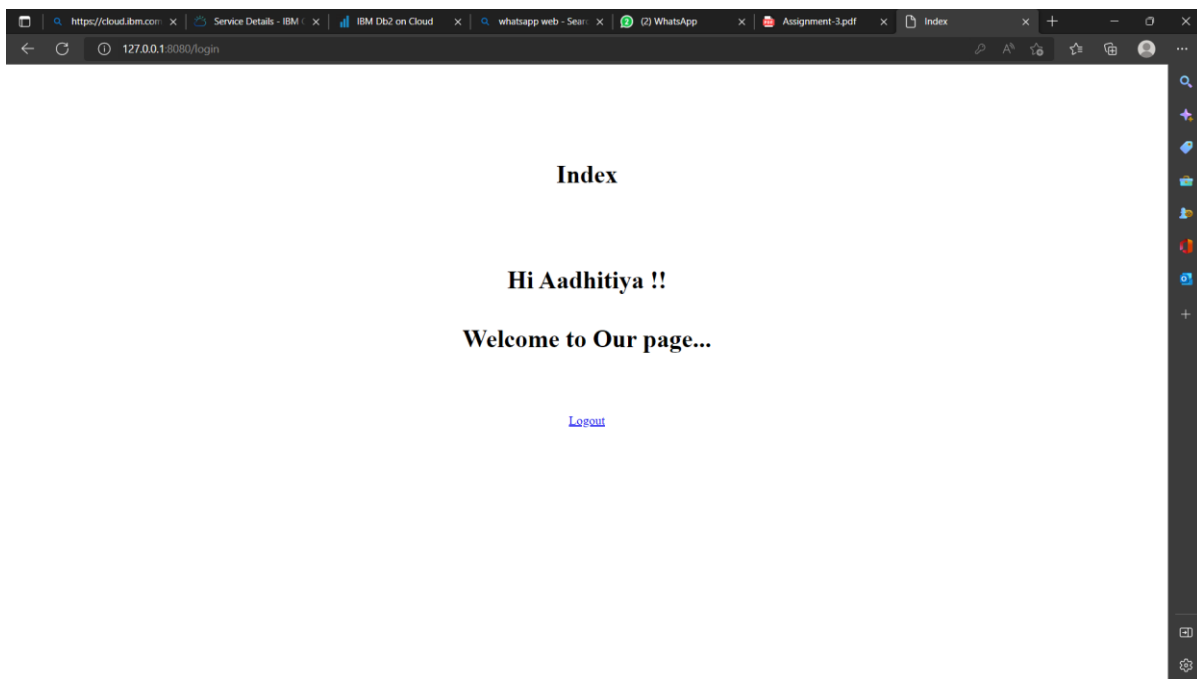 https://cloud.ibm.com
Service Details - IBM C
IBM Db2 on Cloud
whatsapp web - Sear
(2) WhatsApp
Assignment-3.pdf
Index
127.0.0.1:8080/login
Index
Hi Aadhitiya !!
Welcome to Our page...
Logout